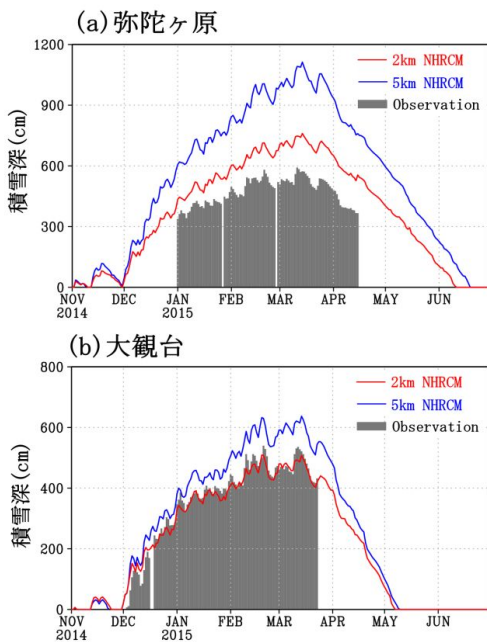 (a)弥陀ヶ原
1200
900
600
300
0
積雪深(cm)
2km NHRCM
5km NHRCM
Observation
NOV DEC JAN FEB MAR APR MAY JUN
2014 2015
(b)大観台
800
600
400
200
0
積雪深(cm)
2km NHRCM
5km NHRCM
Observation
NOV DEC JAN FEB MAR APR MAY JUN
2014 2015